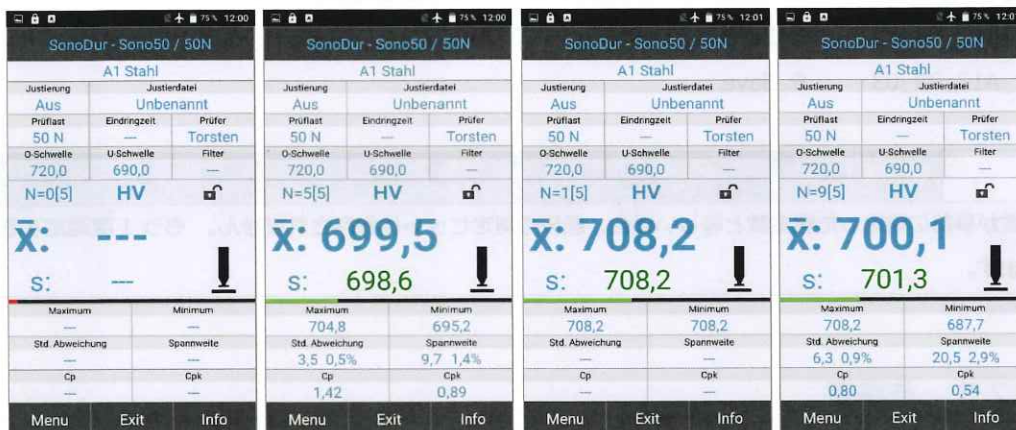 75% 12:00
SonoDur - Sono50 / 50N
A1 Stahl
Justierung Justierdatei
Aus Unbenannt
Prüflast Eindringzeit Prüfer
50 N --- Torsten
O-Schwelle U-Schwelle Filter
720,0 690,0 ---
N=0[5] HV
x̄: ---
s: ---
Maximum Minimum
--- ---
Std. Abweichung Spannweite
--- ---
Cp Cpk
--- ---
Menu Exit Info
75% 12:00
SonoDur - Sono50 / 50N
A1 Stahl
Justierung Justierdatei
Aus Unbenannt
Prüflast Eindringzeit Prüfer
50 N --- Torsten
O-Schwelle U-Schwelle Filter
720,0 690,0 ---
N=5[5] HV
x̄: 699,5
s: 698,6
Maximum Minimum
704,8 695,2
Std. Abweichung Spannweite
3,5 0,5% 9,7 1,4%
Cp Cpk
1,42 0,89
Menu Exit Info
75% 12:01
SonoDur - Sono50 / 50N
A1 Stahl
Justierung Justierdatei
Aus Unbenannt
Prüflast Eindringzeit Prüfer
50 N --- Torsten
O-Schwelle U-Schwelle Filter
720,0 690,0 ---
N=1[5] HV
x̄: 708,2
s: 708,2
Maximum Minimum
708,2 708,2
Std. Abweichung Spannweite
--- ---
Cp Cpk
--- ---
Menu Exit Info
75%
SonoDur - Sono50 / 50N
A1 Stahl
Justierung Justierdatei
Aus Unbenannt
Prüflast Eindringzeit Prüfer
50 N --- Torsten
O-Schwelle U-Schwelle Filter
720,0 690,0 ---
N=9[5] HV
x̄: 700,1
s: 701,3
Maximum Minimum
708,2 687,7
Std. Abweichung Spannweite
6,3 0,9% 20,5 2,9%
Cp Cpk
0,80 0,54
Menu Exit Info